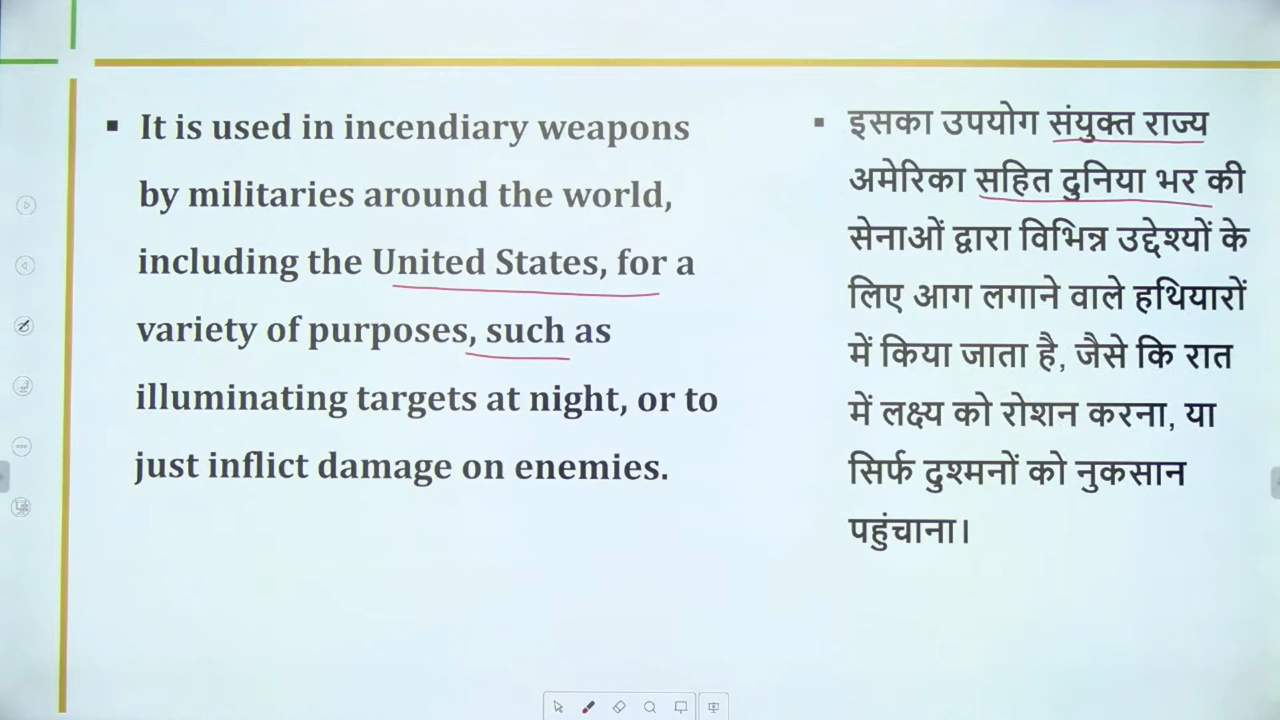 ▪ It is used in incendiary weapons
by militaries around the world,
including the United States, for a
variety of purposes, such as
illuminating targets at night, or to
just inflict damage on enemies.
▪ इसका उपयोग संयुक्त राज्य
अमेरिका सहित दुनिया भर की
सेनाओं द्वारा विभिन्न उद्देश्यों के
लिए आग लगाने वाले हथियारों
में किया जाता है, जैसे कि रात
में लक्ष्य को रोशन करना, या
सिर्फ दुश्मनों को नुकसान
पहुंचाना।